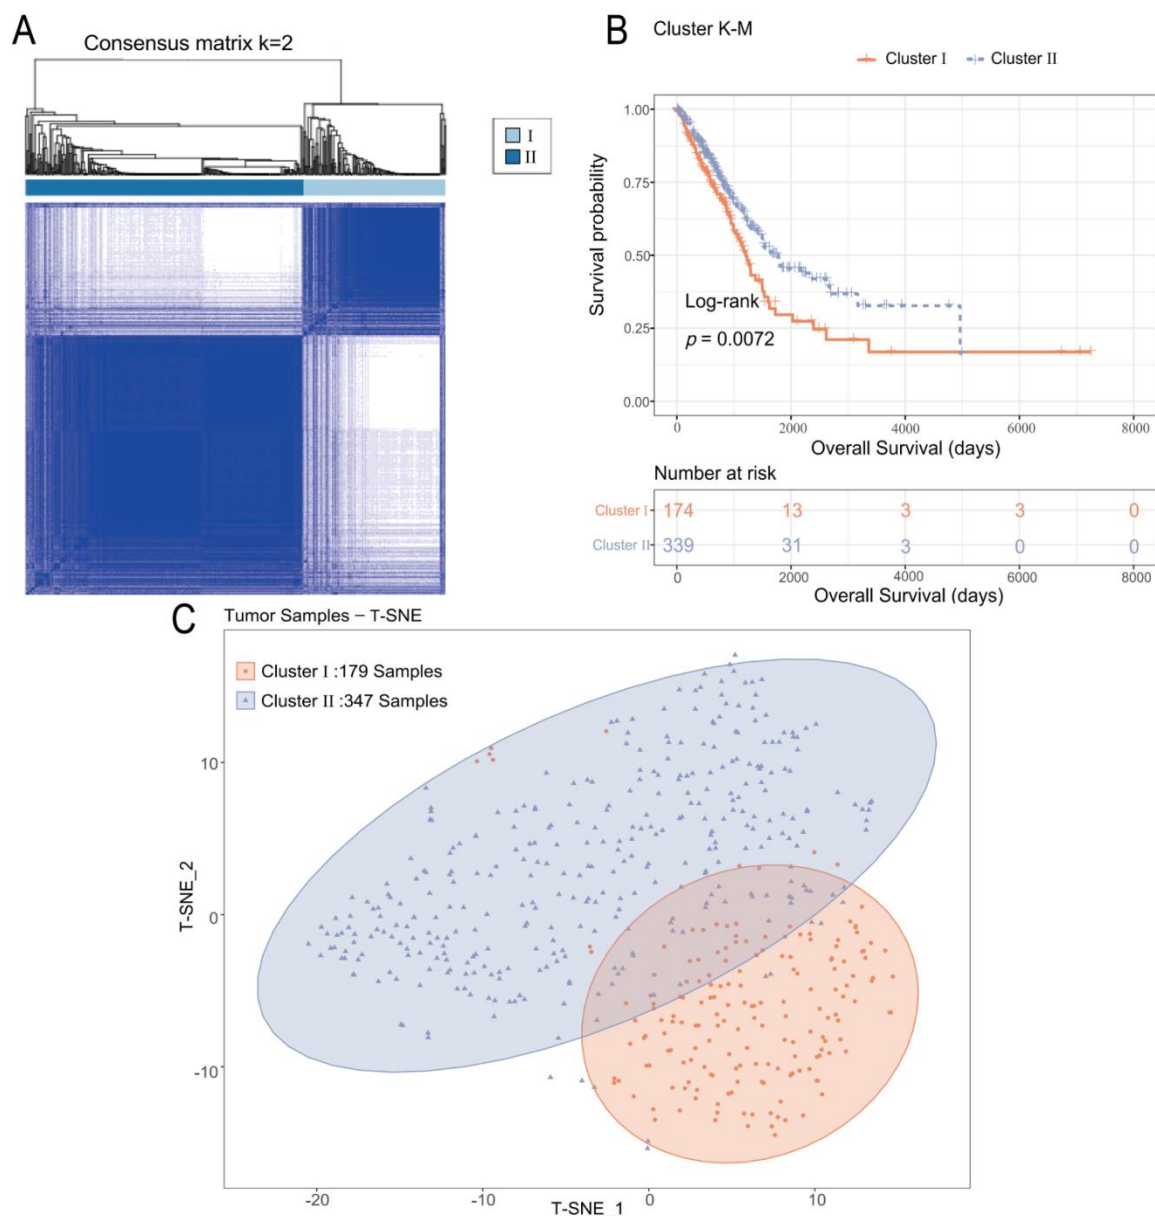 A
Consensus matrix k=2
I
II
B
Cluster K-M
Cluster I
Cluster II
Survival probability
1.00
0.75
0.50
0.25
0.00
Log-rank
p = 0.0072
0 2000 4000 6000 8000
Overall Survival (days)
Number at risk
Cluster I 174 13 3 3 0
Cluster II 339 31 3 0 0
0 2000 4000 6000 8000
Overall Survival (days)
C
Tumor Samples – T-SNE
Cluster I :179 Samples
Cluster II :347 Samples
T-SNE_2
10
0
-10
-20 -10 0 10
T-SNE_1